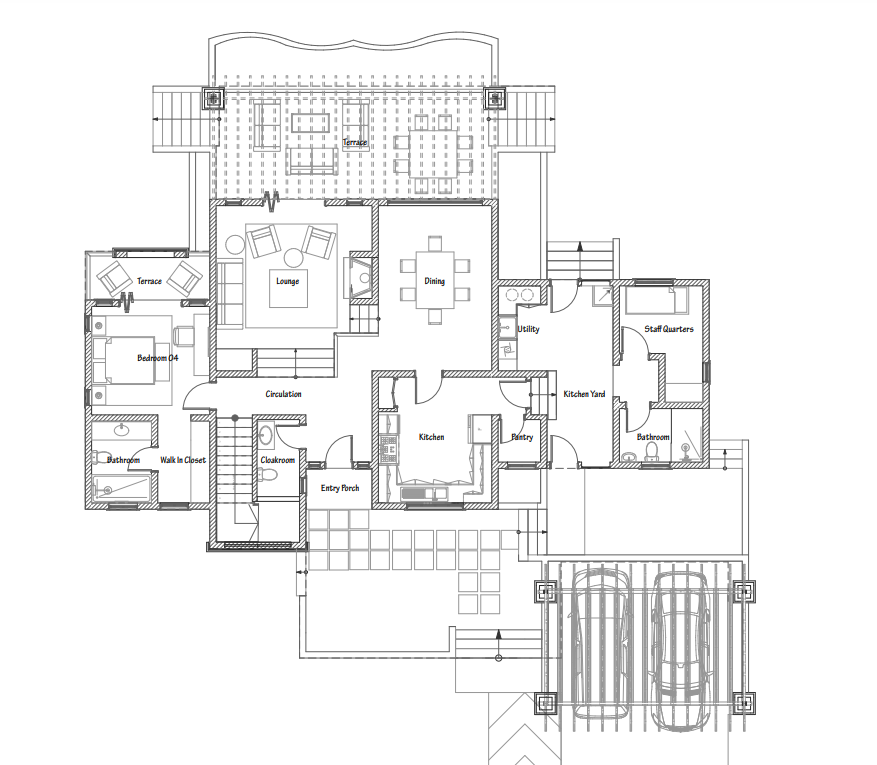 Terrace
Terrace
Lounge
Dining
Utility
Staff Quarters
Bedroom 04
Circulation
Kitchen Yard
Kitchen
Pantry
Bathroom
Bathroom
Walk In Closet
Cloakroom
Entry Porch